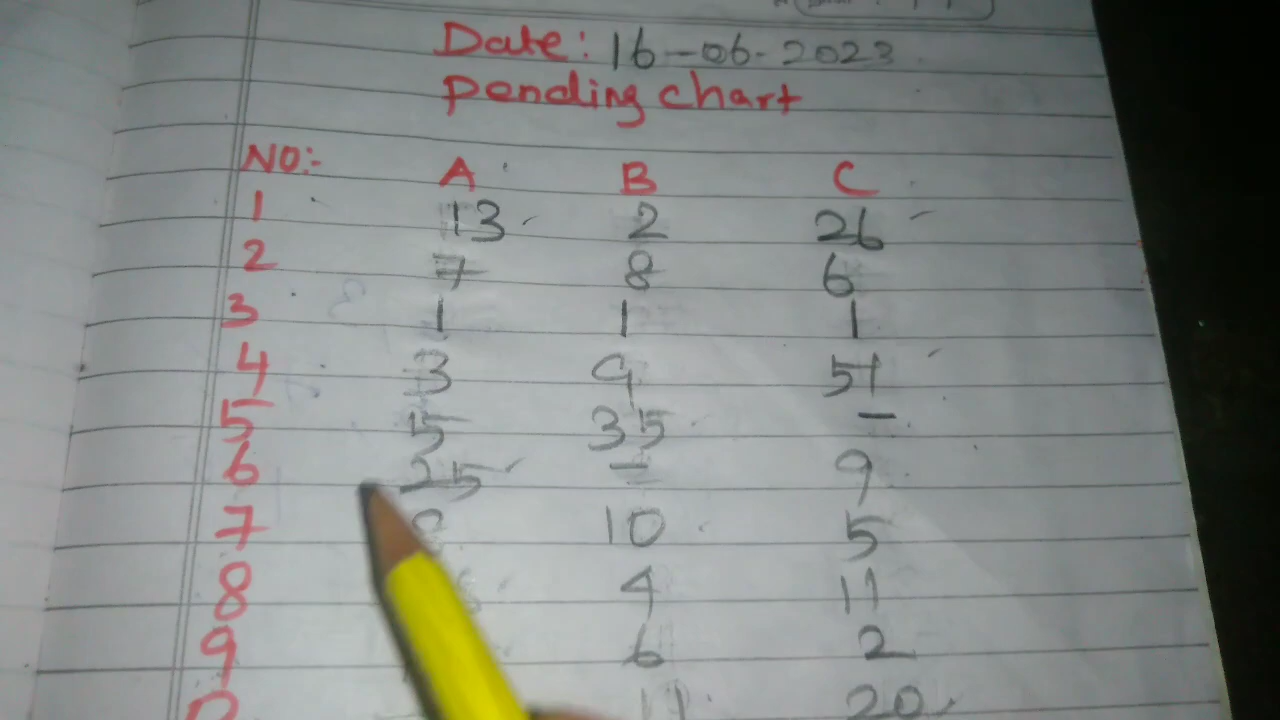 Date: 16-06-2023
Pending chart
NO:- A B C
1 13 2 26
2 7 8 6
3 1 1 1
4 3 9 51
5 5 35 -
6 25 - 9
7 10 5
8 4 11
9 6 2
11 20